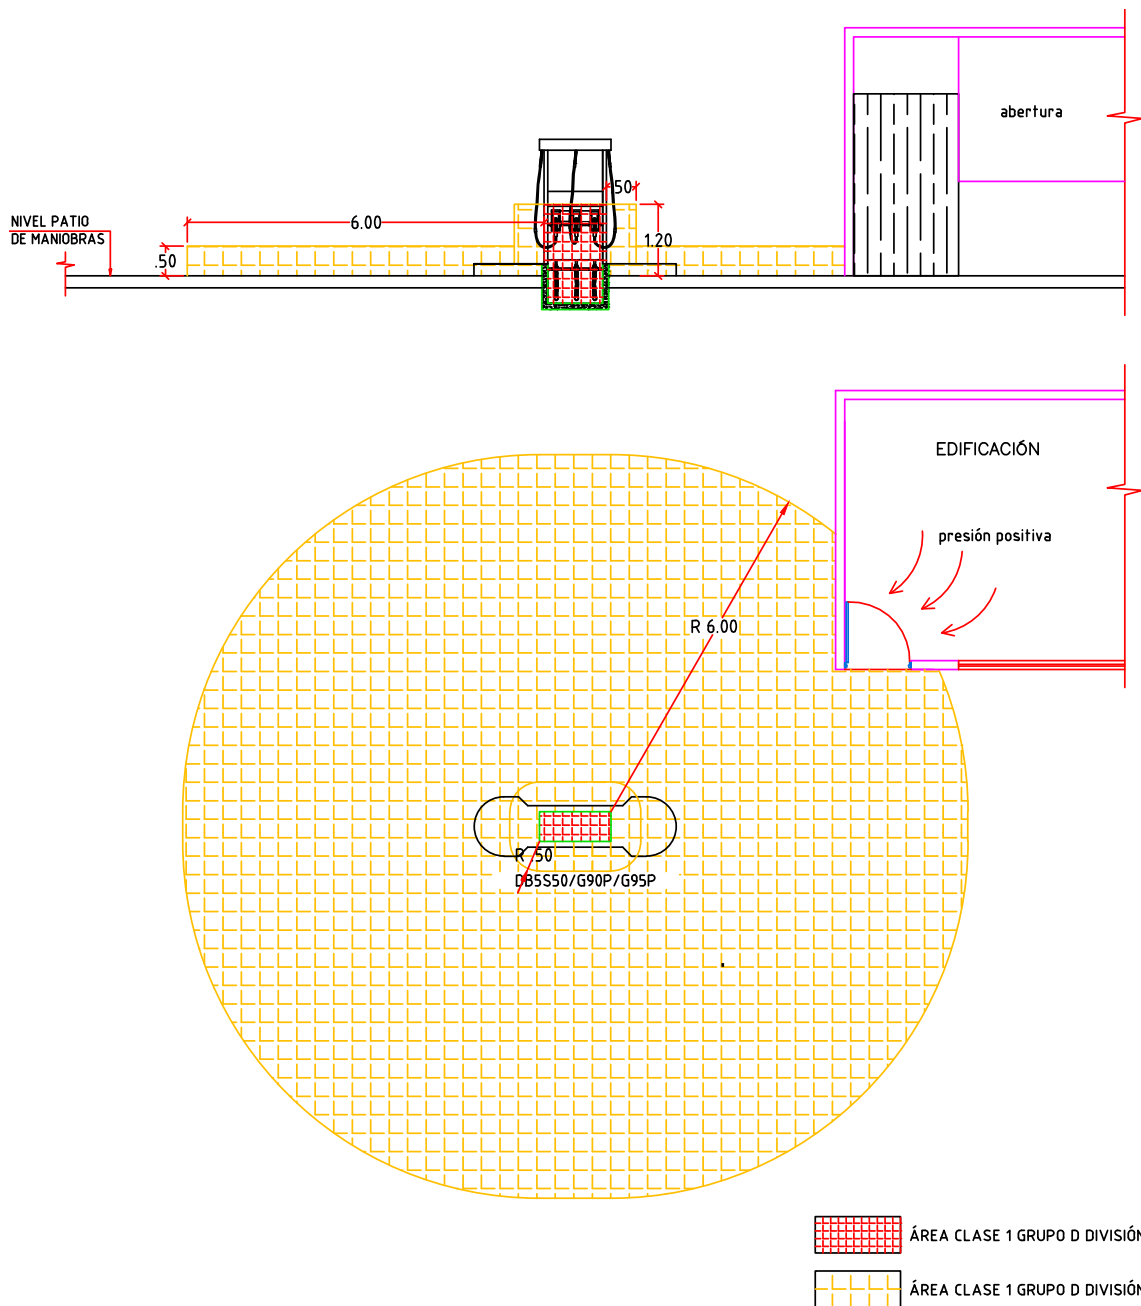 abertura
.50
NIVEL PATIO
DE MANIOBRAS
6.00
1.20
.50
EDIFICACIÓN
presión positiva
R 6.00
R .50
DB5S50/G90P/G95P
ÁREA CLASE 1 GRUPO D DIVISIÓN
ÁREA CLASE 1 GRUPO D DIVISIÓN